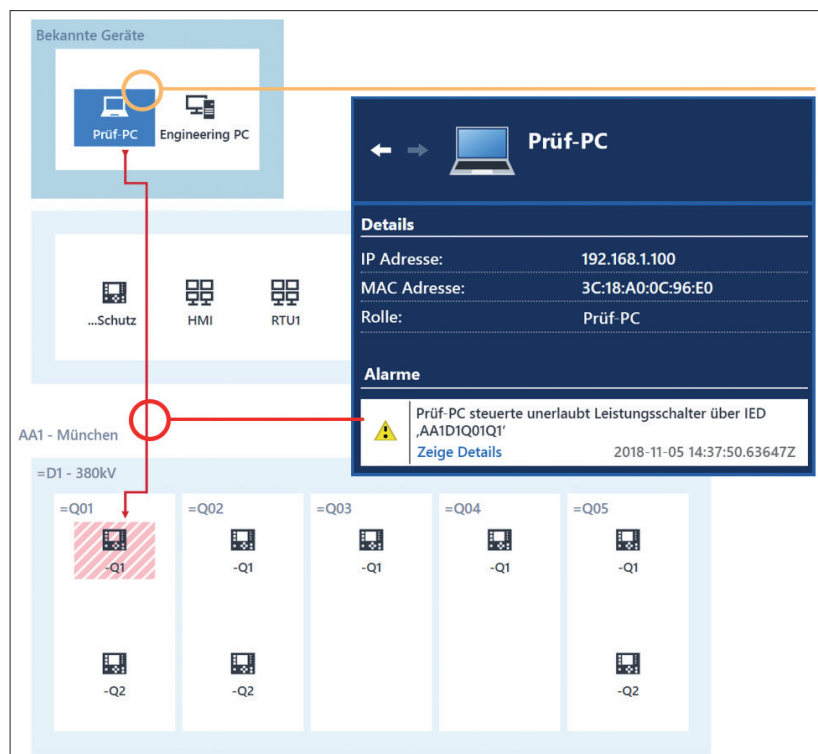 Bekannte Geräte
Prüf-PC
Engineering PC
Prüf-PC
Details
IP Adresse: 192.168.1.100
MAC Adresse: 3C:18:A0:0C:96:E0
Rolle: Prüf-PC
Alarme
Prüf-PC steuerte unerlaubt Leistungsschalter über IED
‚AA1D1Q01Q1’
Zeige Details 2018-11-05 14:37:50.63647Z
...Schutz HMI RTU1
AA1 - München
=D1 - 380kV
=Q01 =Q02 =Q03 =Q04 =Q05
-Q1 -Q1 -Q1 -Q1 -Q1
-Q2 -Q2 -Q2